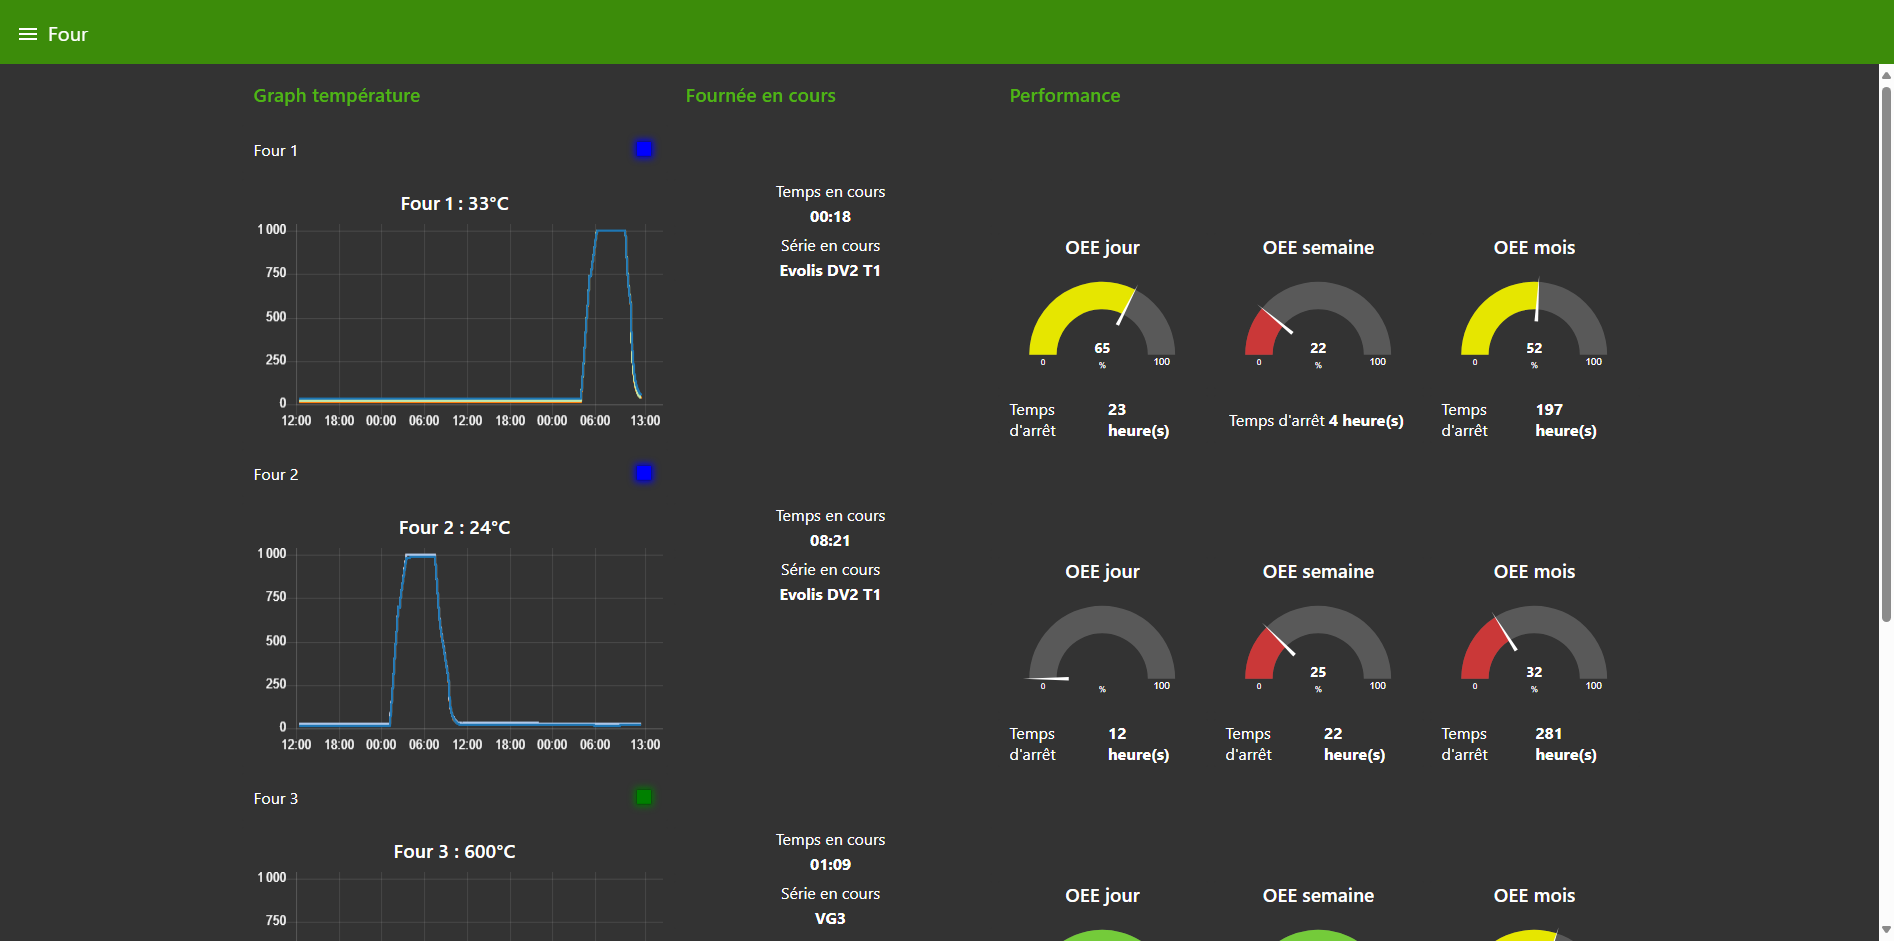 Four
Graph température
Fournée en cours
Performance
Four 1
Four 1 : 33°C
1 000
750
500
250
0
12:00 18:00 00:00 06:00 12:00 18:00 00:00 06:00 13:00
Temps en cours
00:18
Série en cours
Evolis DV2 T1
OEE jour
65
%
0
100
Temps d'arrêt
23 heure(s)
OEE semaine
22
%
0
100
Temps d'arrêt 4 heure(s)
OEE mois
52
%
0
100
Temps d'arrêt
197 heure(s)
Four 2
Four 2 : 24°C
1 000
750
500
250
0
12:00 18:00 00:00 06:00 12:00 18:00 00:00 06:00 13:00
Temps en cours
08:21
Série en cours
Evolis DV2 T1
OEE jour
%
0
100
Temps d'arrêt
12 heure(s)
OEE semaine
25
%
0
100
Temps d'arrêt
22 heure(s)
OEE mois
32
%
0
100
Temps d'arrêt
281 heure(s)
Four 3
Four 3 : 600°C
1 000
750
Temps en cours
01:09
Série en cours
VG3
OEE jour
OEE semaine
OEE mois